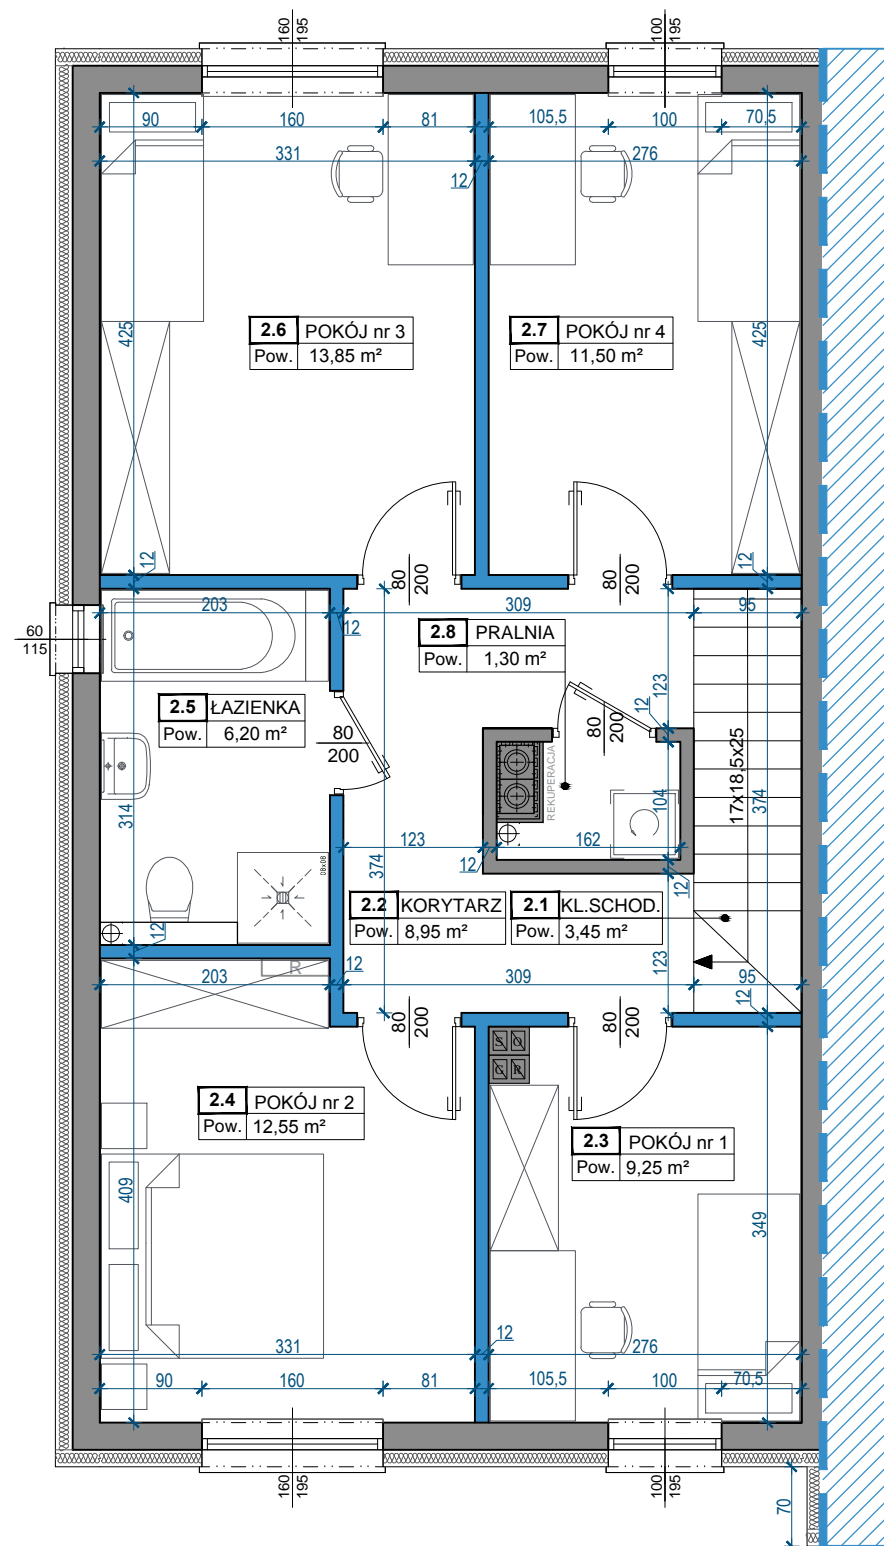 160
195
100
195
90
160
81
105,5
100
70,5
331
12
276
2.6
POKÓJ nr 3
Pow.
13,85 m²
2.7
POKÓJ nr 4
Pow.
11,50 m²
425
425
12
12
80
200
80
200
203
12
309
95
60
115
2.8
PRALNIA
Pow.
1,30 m²
2.5
ŁAZIENKA
Pow.
6,20 m²
80
200
123
12
80
200
17x18,5x25
374
REKUPERACJA
104
314
123
374
12
162
12
08x08
2.2
KORYTARZ
Pow.
8,95 m²
2.1
KL.SCHOD.
Pow.
3,45 m²
12
R
203
12
309
123
95
12
80
200
80
200
S
O
G
R
2.4
POKÓJ nr 2
Pow.
12,55 m²
2.3
POKÓJ nr 1
Pow.
9,25 m²
409
349
331
12
276
90
160
81
105,5
100
70,5
160
195
100
195
70